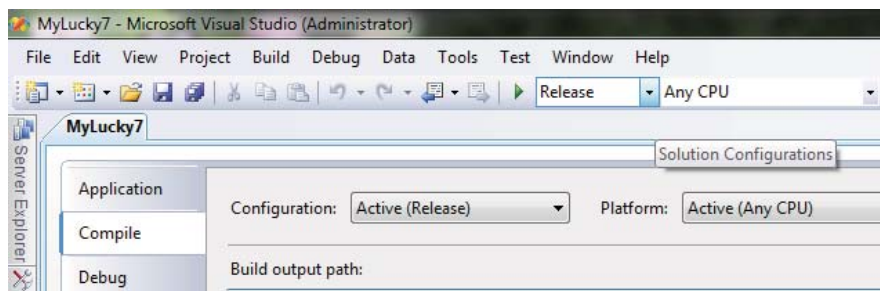 MyLucky7 - Microsoft Visual Studio (Administrator)
File Edit View Project Build Debug Data Tools Test Window Help
Release Any CPU
MyLucky7
Solution Configurations
Server Explorer
Application
Configuration: Active (Release) Platform: Active (Any CPU)
Compile
Build output path:
Debug